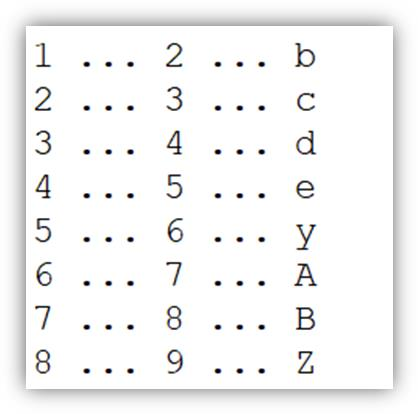 1 ... 2 ... b
2 ... 3 ... c
3 ... 4 ... d
4 ... 5 ... e
5 ... 6 ... y
6 ... 7 ... A
7 ... 8 ... B
8 ... 9 ... Z